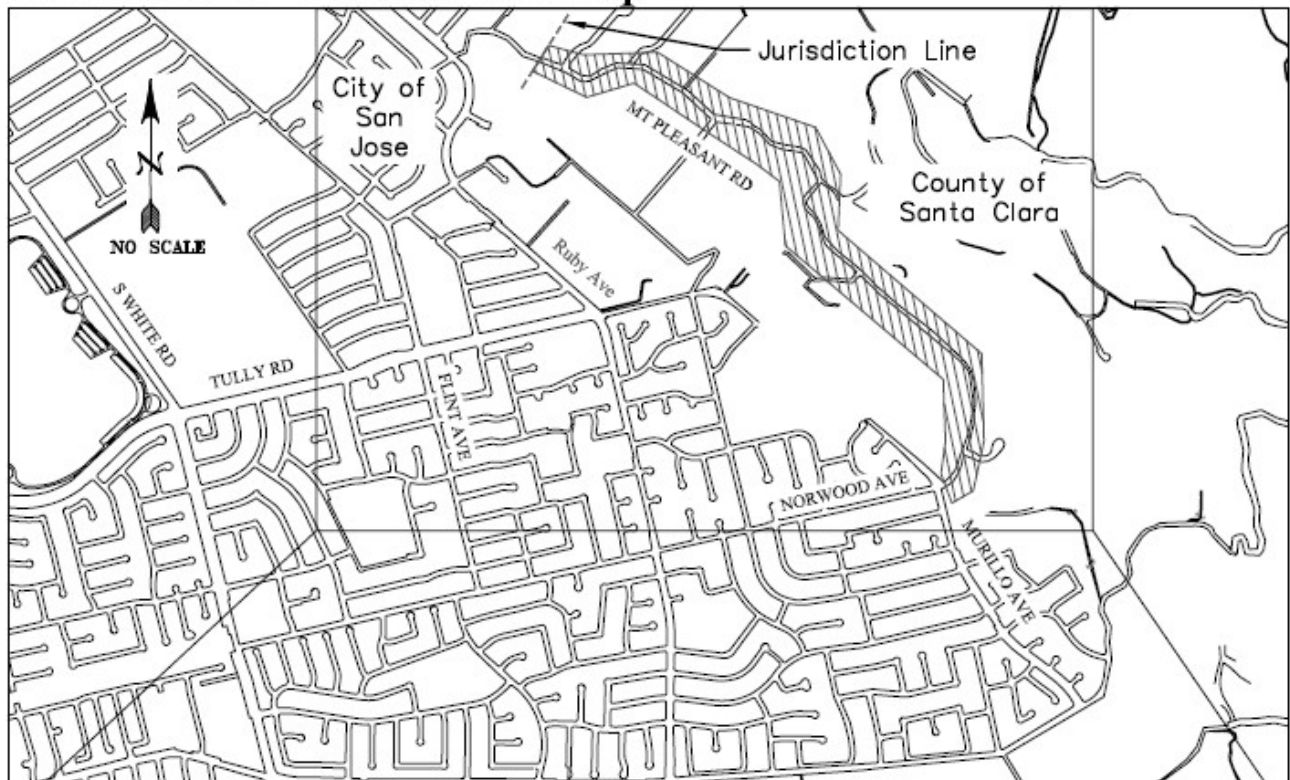 Jurisdiction Line
City of
San
Jose
MT PLEASANT RD
County of
Santa Clara
N
NO SCALE
Ruby Ave
S WHITE RD
TULLY RD
FLINT AVE
NORWOOD AVE
MURILLO AVE